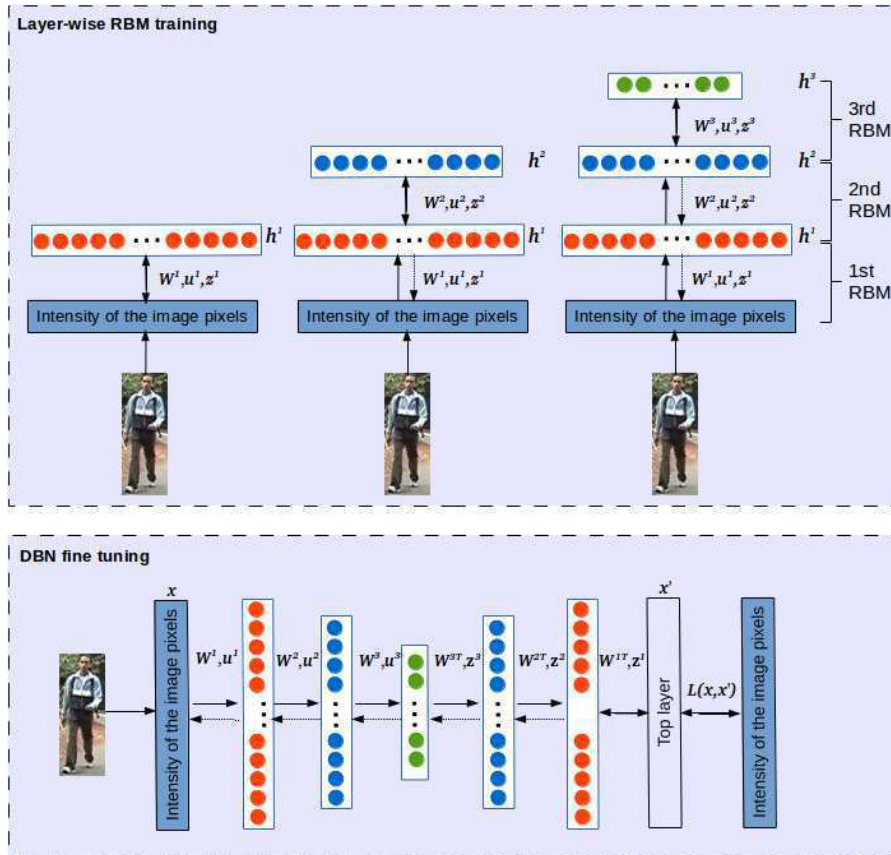 Layer-wise RBM training
h³
3rd
RBM
W³,u³,z³
h²
h²
2nd
RBM
W²,u²,z²
W²,u²,z²
h¹
h¹
h¹
1st
RBM
W¹,u¹,z¹
W¹,u¹,z¹
W¹,u¹,z¹
Intensity of the image pixels
Intensity of the image pixels
Intensity of the image pixels
DBN fine tuning
x
x'
W¹,u¹
W²,u²
W³,u³
W³ᵀ,z³
W²ᵀ,z²
W¹ᵀ,z¹
L(x,x')
Intensity of the image pixels
Top layer
Intensity of the image pixels